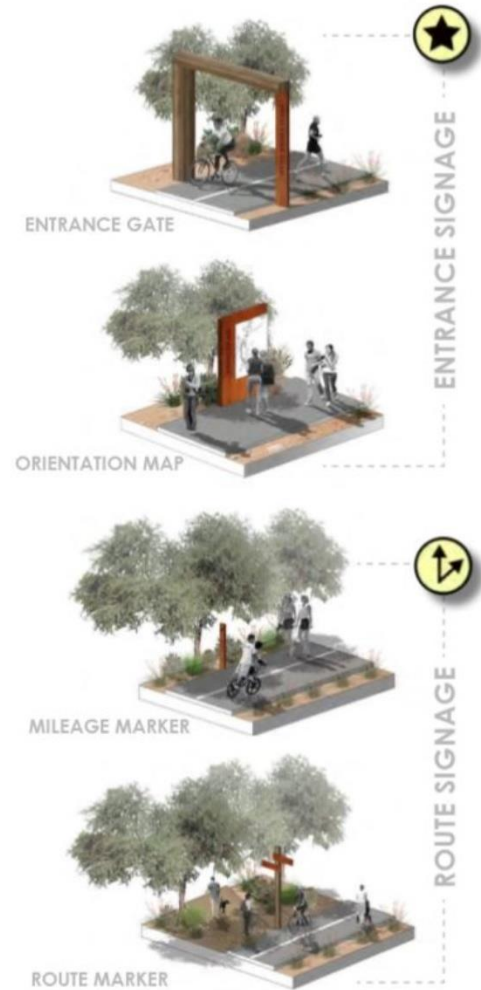 ENTRANCE GATE
ENTRANCE SIGNAGE
ORIENTATION MAP
MILEAGE MARKER
ROUTE SIGNAGE
ROUTE MARKER